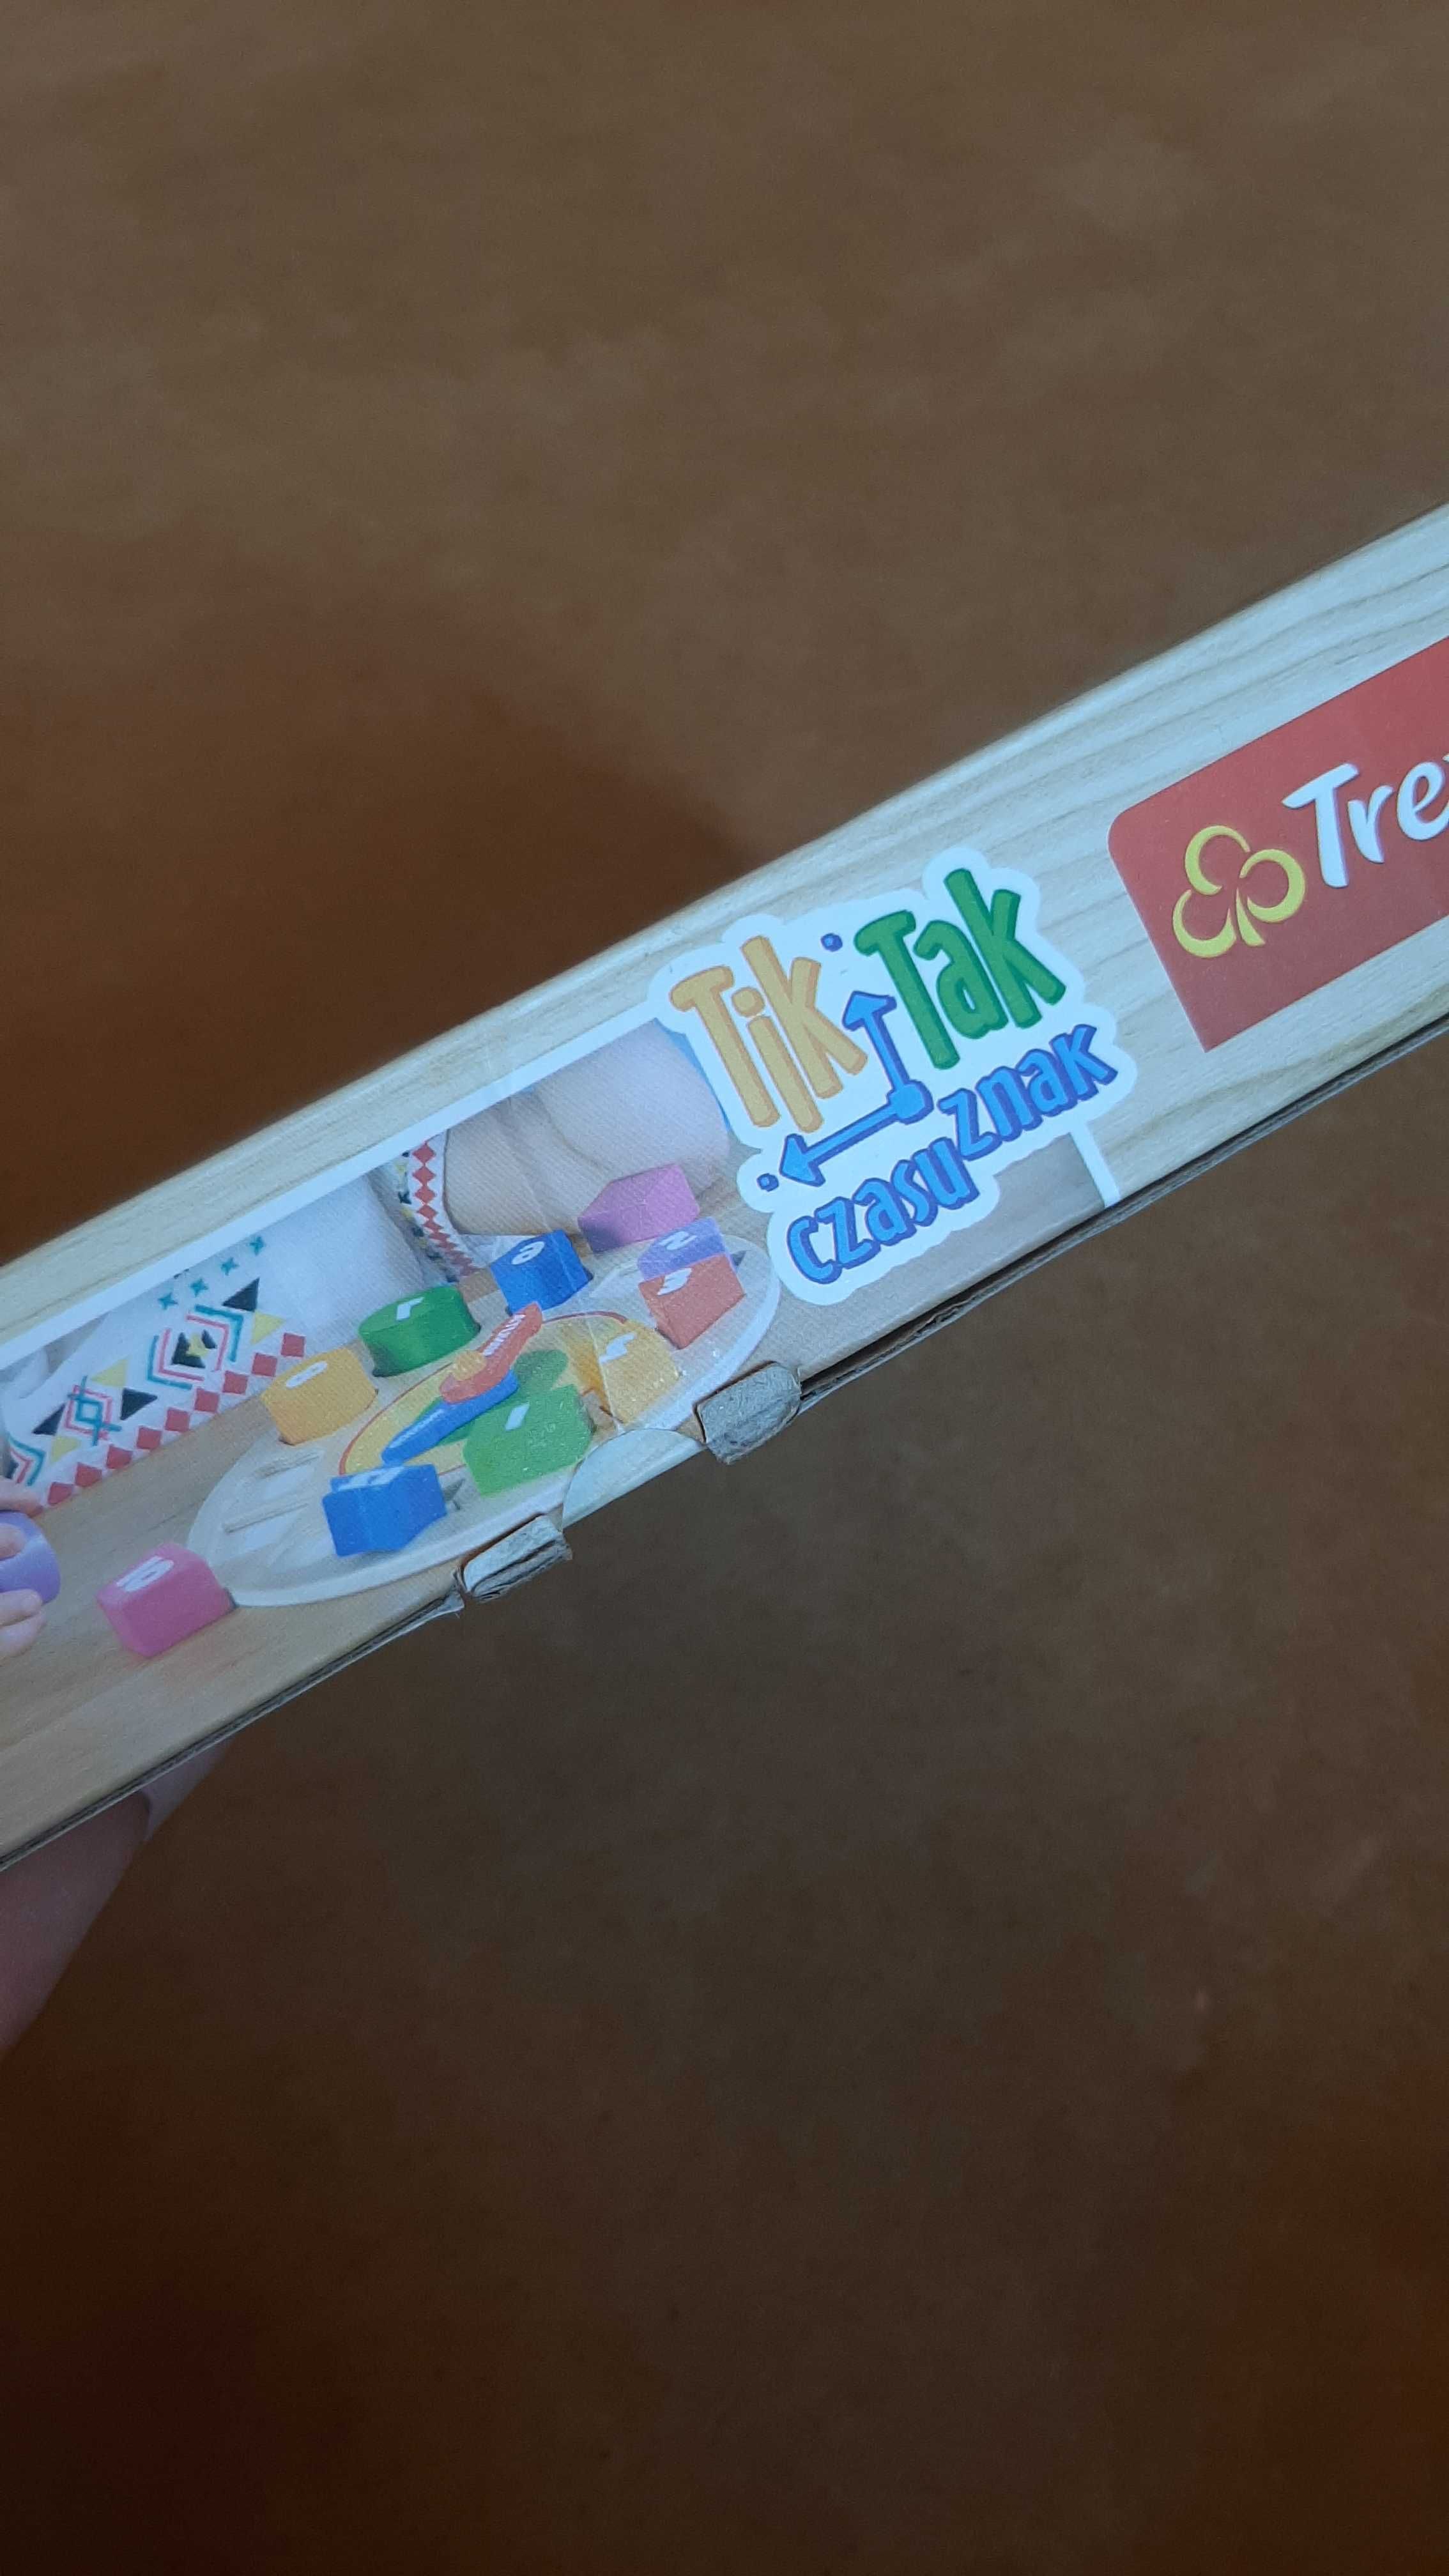 Tik Tak
czasu znak
Tre